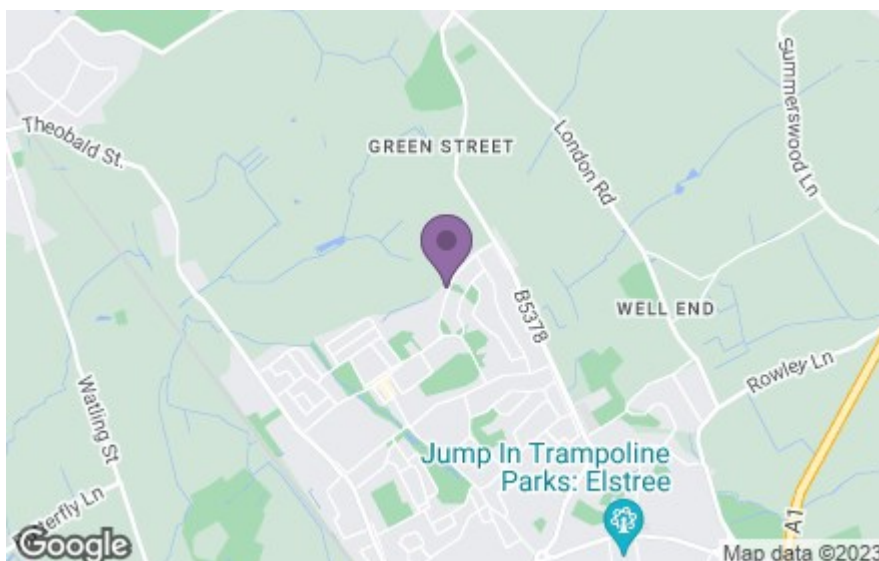 Summerswood Ln
Theobald St.
GREEN STREET
London Rd
B5378
WELL END
Rowley Ln
Watling St
Jump In Trampoline
Parks: Elstree
A1
Google
Map data ©2023